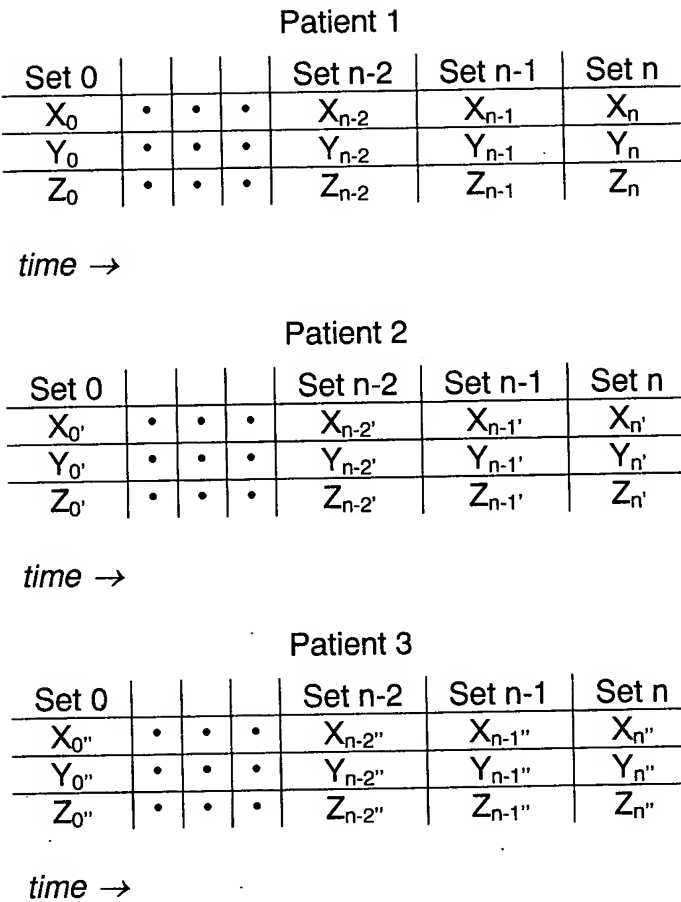 Patient 1
Set 0 Set n-2 Set n-1 Set n
X₀ • • • Xₙ₋₂ Xₙ₋₁ Xₙ
Y₀ • • • Yₙ₋₂ Yₙ₋₁ Yₙ
Z₀ • • • Zₙ₋₂ Zₙ₋₁ Zₙ
time →
Patient 2
Set 0 Set n-2 Set n-1 Set n
X₀' • • • Xₙ₋₂' Xₙ₋₁' Xₙ'
Y₀' • • • Yₙ₋₂' Yₙ₋₁' Yₙ'
Z₀' • • • Zₙ₋₂' Zₙ₋₁' Zₙ'
time →
Patient 3
Set 0 Set n-2 Set n-1 Set n
X₀" • • • Xₙ₋₂" Xₙ₋₁" Xₙ"
Y₀" • • • Yₙ₋₂" Yₙ₋₁" Yₙ"
Z₀" • • • Zₙ₋₂" Zₙ₋₁" Zₙ"
time →